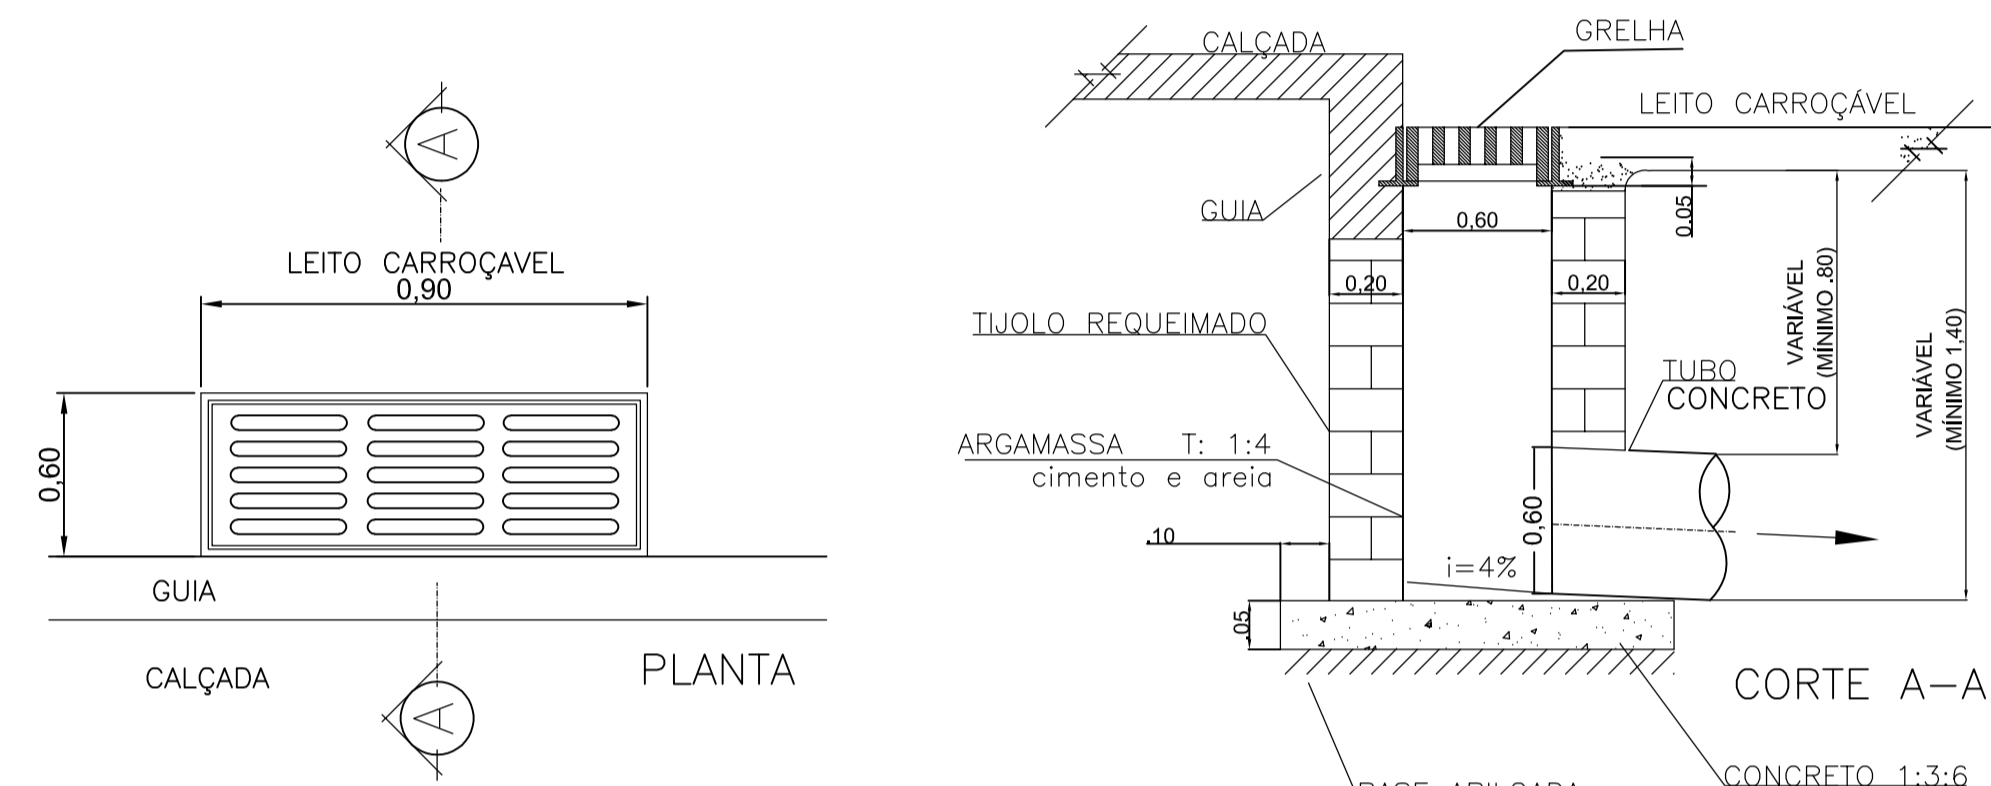 A
LEITO CARROÇAVEL
0,90
0,60
GUIA
CALÇADA
PLANTA
A
CALÇADA
GRELHA
LEITO CARROÇÁVEL
GUIA
0,60
0.05
0,20
0,20
TIJOLO REQUEIMADO
VARIÁVEL
(MÍNIMO .80)
VARIÁVEL
(MÍNIMO 1,40)
TUBO
CONCRETO
ARGAMASSA T: 1:4
cimento e areia
0,60
.10
i=4%
.05
CORTE A-A
CONCRETO 1:3:6